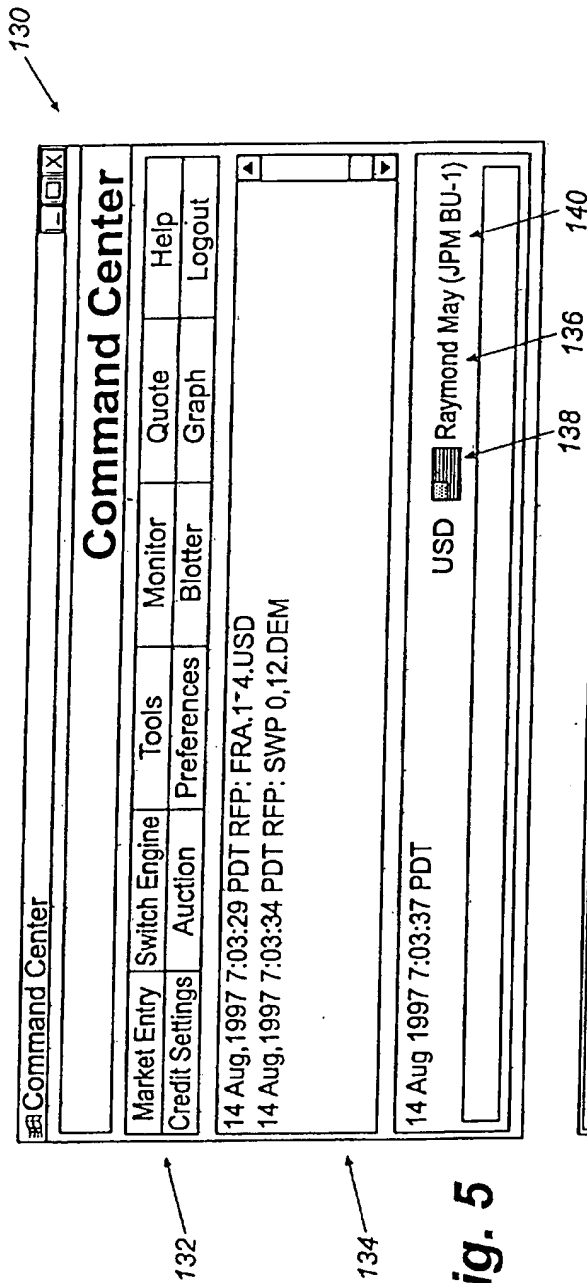 130
Command Center
Command Center
Market Entry Switch Engine Tools Monitor Quote Help
Credit Settings Auction Preferences Blotter Graph Logout
132
14 Aug,1997 7:03:29 PDT RFP: FRA.1~4.USD
14 Aug,1997 7:03:34 PDT RFP: SWP 0,12.DEM
134
14 Aug 1997 7:03:37 PDT USD Raymond May (JPM BU-1)
138 136 140
ig. 5